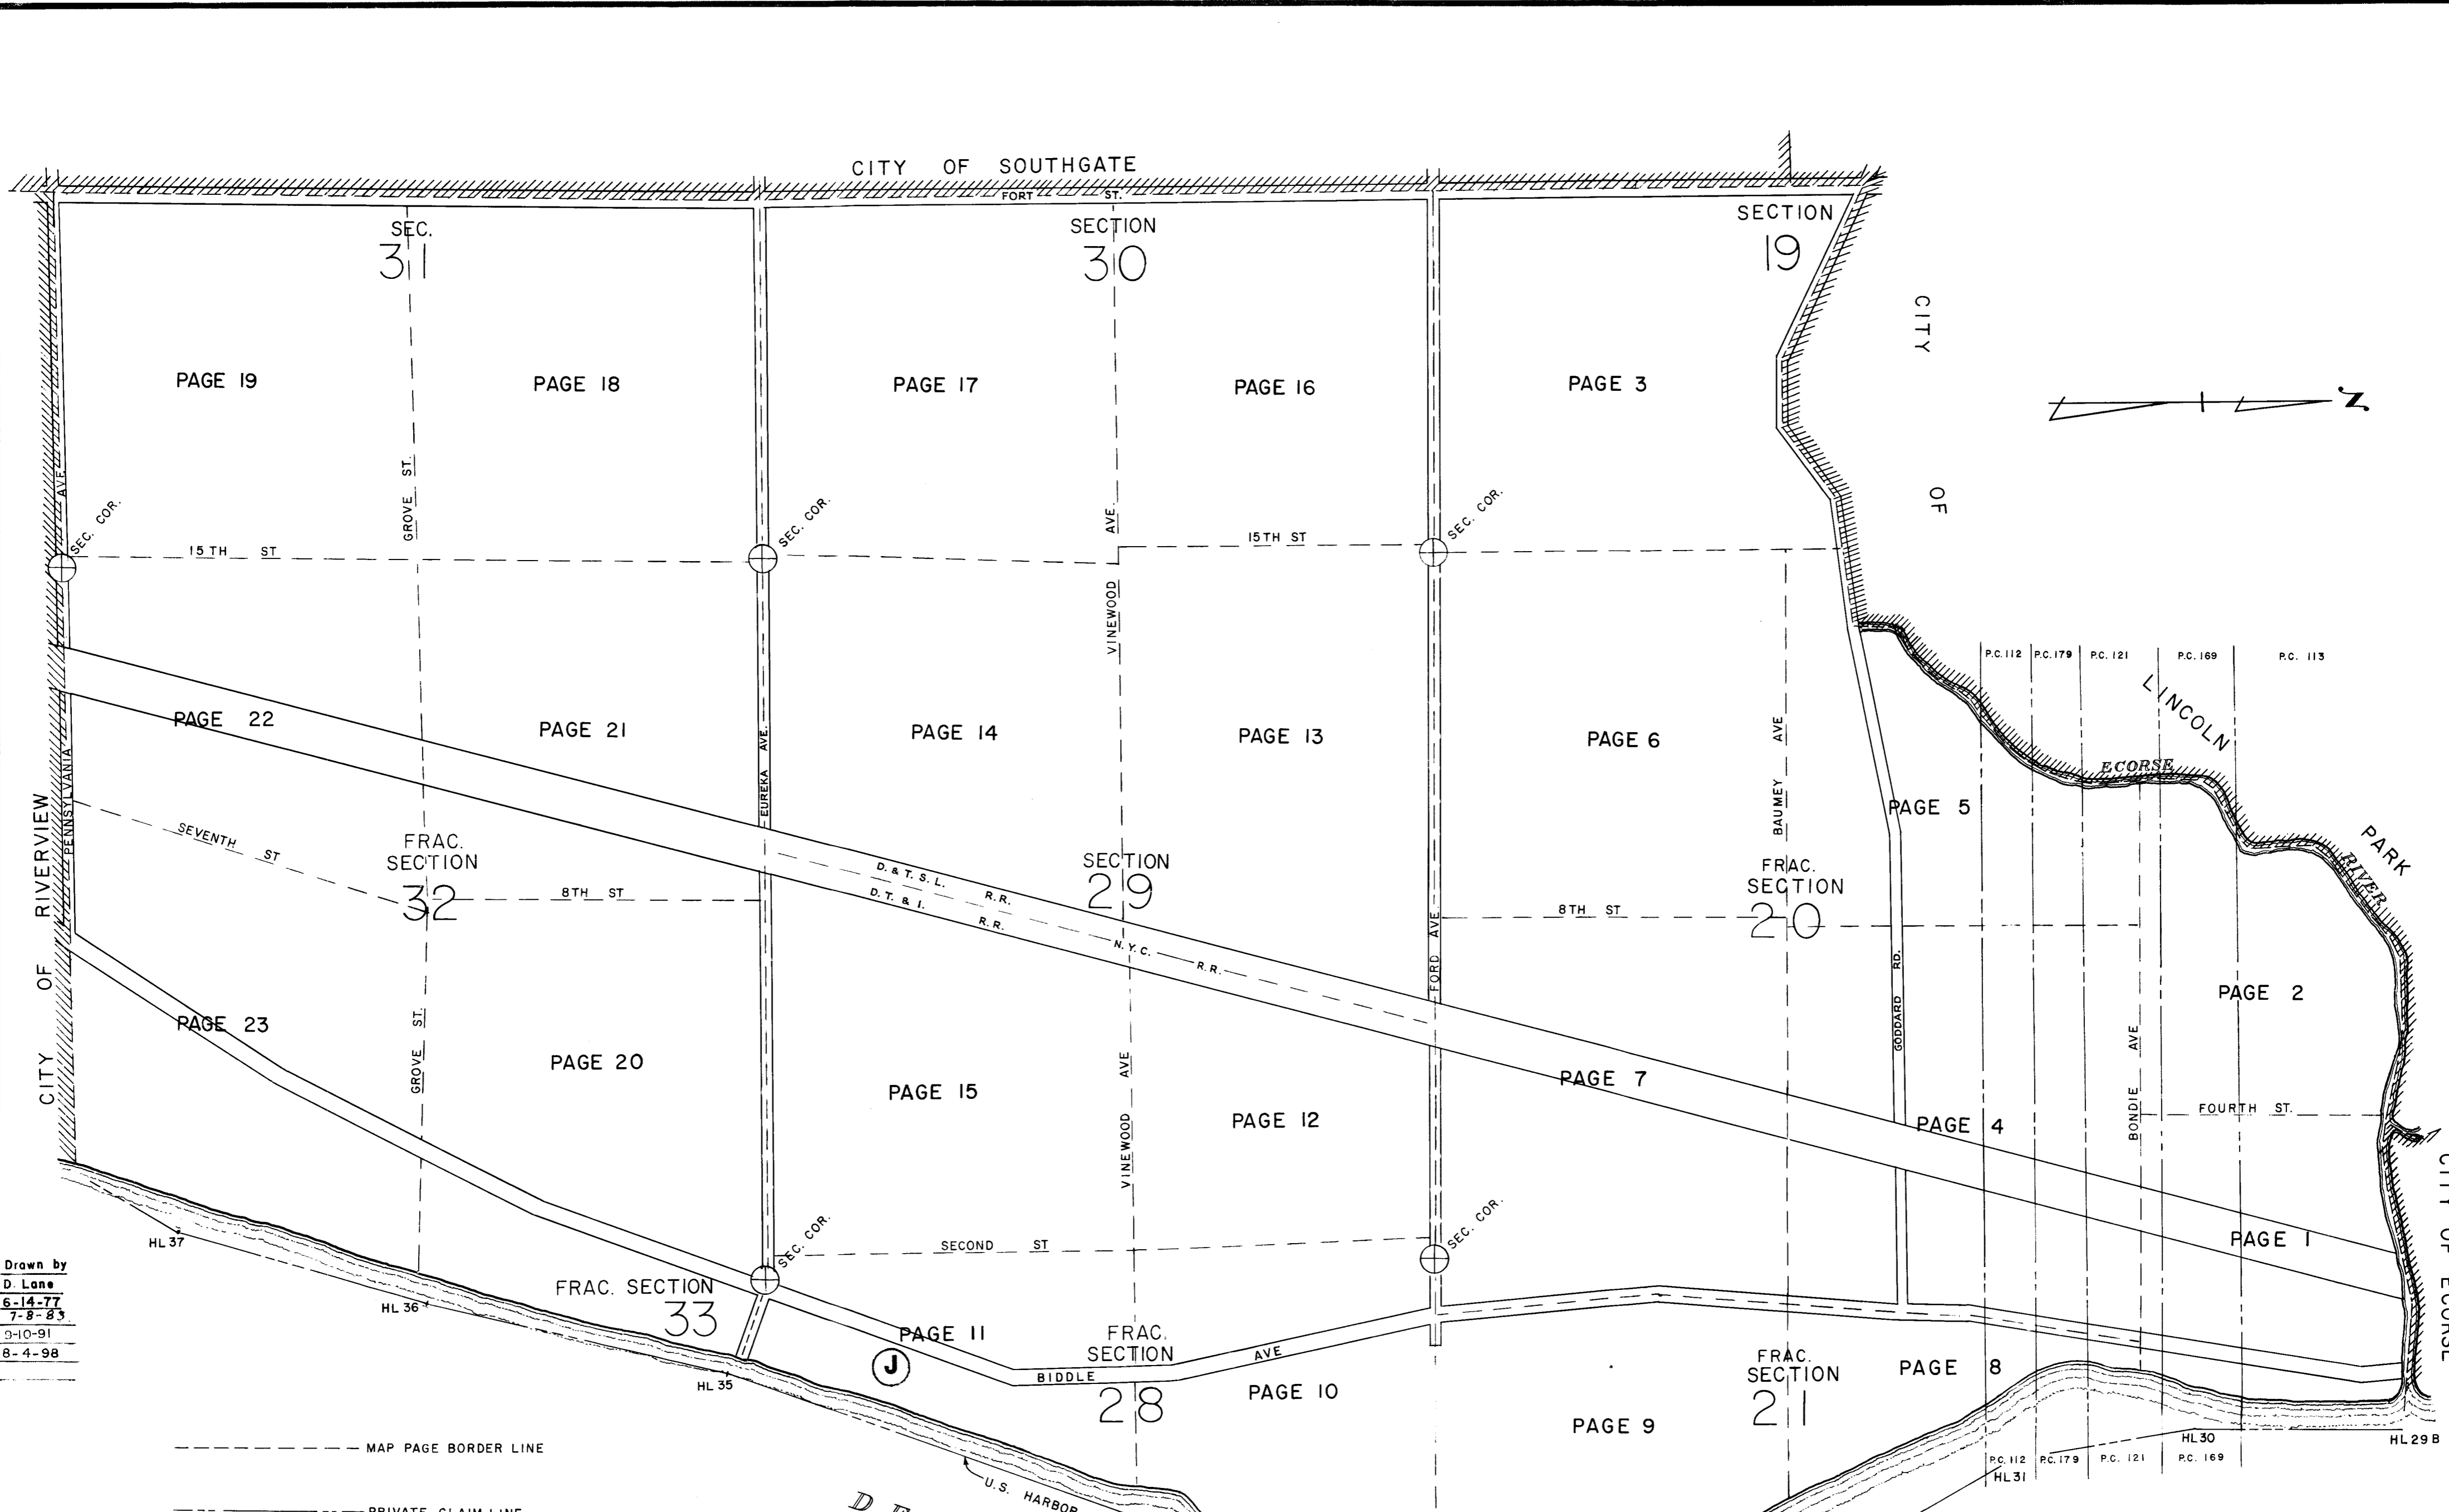 CITY OF SOUTHGATE
FORT ST.
SEC.
31
SECTION
30
SECTION
19
CITY
OF
LINCOLN
PARK
N
PAGE 19
PAGE 18
PAGE 17
PAGE 16
PAGE 3
AVE.
GROVE ST.
AVE.
SEC. COR.
SEC. COR.
SEC. COR.
15TH ST
15TH ST
VINEWOOD
P.C. 112
P.C. 179
P.C. 121
P.C. 169
P.C. 113
PAGE 22
PAGE 21
PAGE 14
PAGE 13
PAGE 6
PAGE 5
PENNSYLVANIA
EUREKA AVE.
BAUMEY AVE
ECORSE
RIVER
CITY OF RIVERVIEW
SEVENTH ST
FRAC.
SECTION
32
8TH ST
D. & T. S. L. R.R.
D. T. & I. R.R.
SECTION
29
N. Y. C. R. R.
FORD AVE
8TH ST
FRAC.
SECTION
20
GODDARD RD.
PAGE 2
BONDIE AVE
FOURTH ST.
PAGE 23
GROVE ST.
PAGE 20
PAGE 15
VINEWOOD AVE
PAGE 12
PAGE 7
PAGE 4
PAGE 1
CITY OF ECORSE
SEC. COR.
SEC. COR.
SECOND ST
HL 37
HL 36
HL 35
FRAC. SECTION
33
PAGE 11
J
FRAC.
SECTION
28
BIDDLE AVE
PAGE 10
PAGE 9
FRAC.
SECTION
21
PAGE 8
HL 30
HL 29 B
P.C. 112
P.C. 179
P.C. 121
P.C. 169
HL 31
Drawn by
D. Lane
6-14-77
7-8-83
9-10-91
8-4-98
MAP PAGE BORDER LINE
PRIVATE CLAIM LINE
U.S. HARBOR
D E